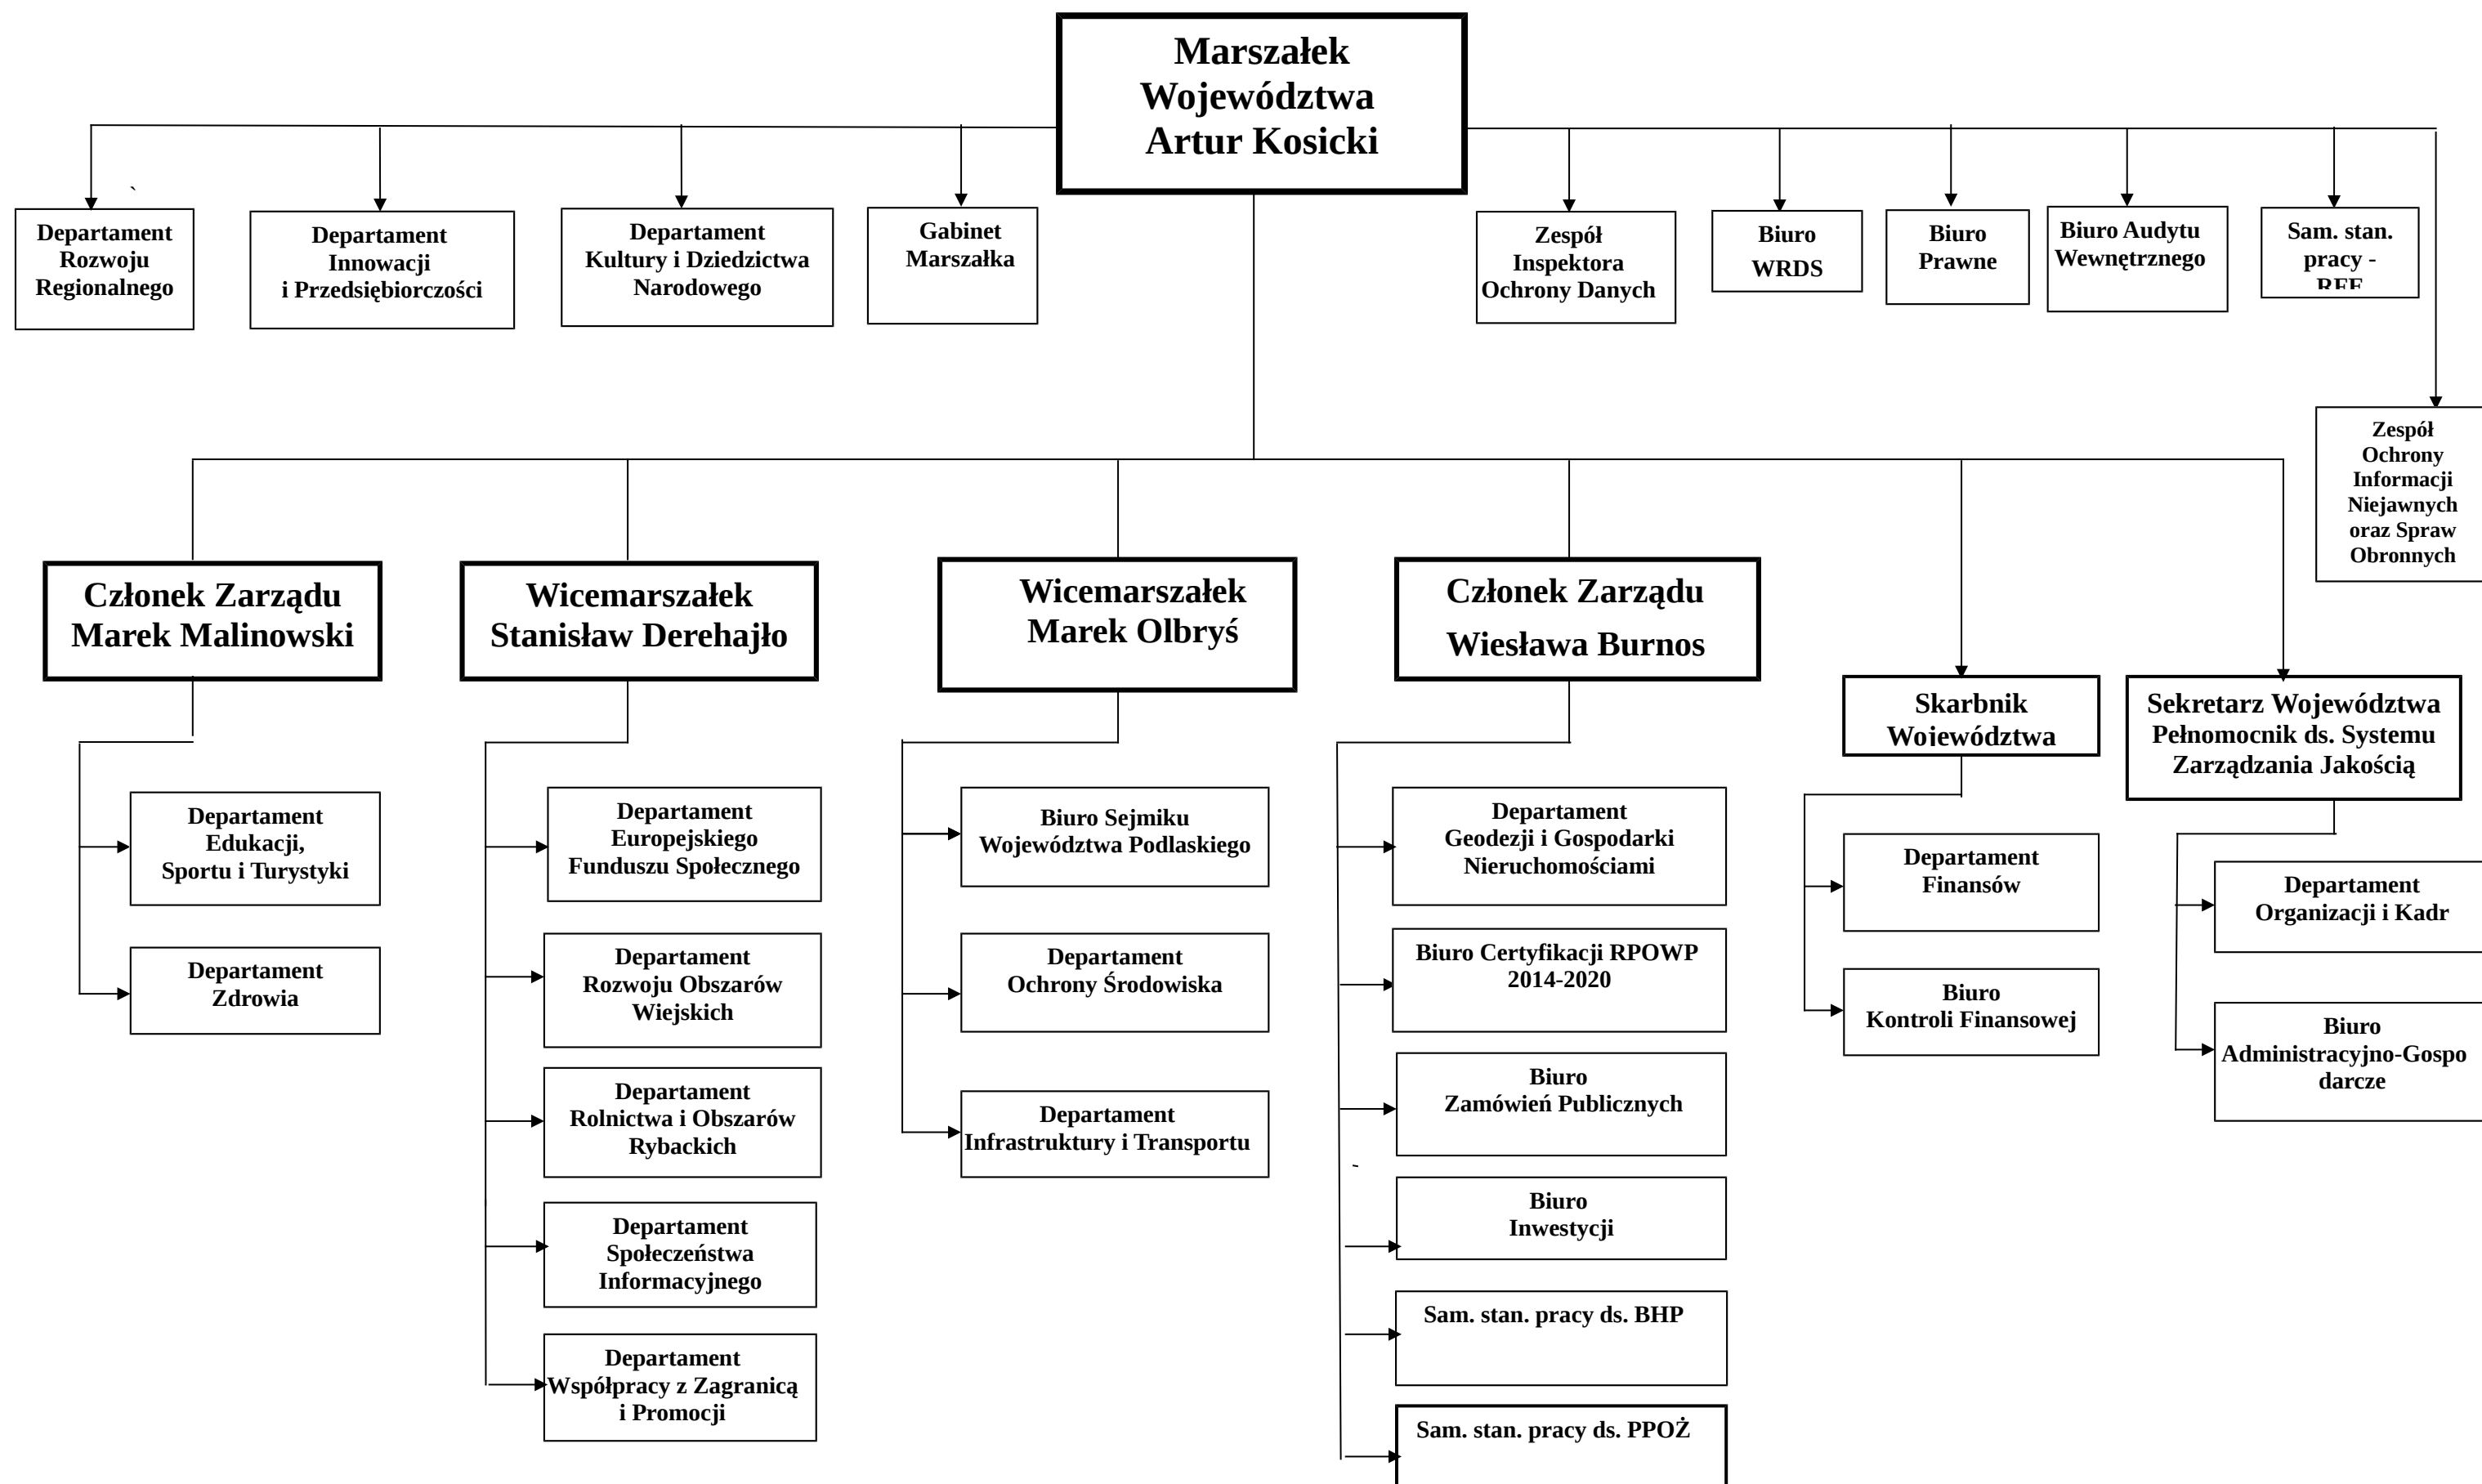 Marszałek
Województwa
Artur Kosicki
`
Departament
Rozwoju
Regionalnego
Departament
Innowacji
i Przedsiębiorczości
Departament
Kultury i Dziedzictwa
Narodowego
Gabinet
Marszałka
Zespół
Inspektora
Ochrony Danych
Biuro
WRDS
Biuro
Prawne
Biuro Audytu
Wewnętrznego
Sam. stan.
pracy -
Zespół
Ochrony
Informacji
Niejawnych
oraz Spraw
Obronnych
Członek Zarządu
Marek Malinowski
Wicemarszałek
Stanisław Derehajło
Wicemarszałek
Marek Olbryś
Członek Zarządu
Wiesława Burnos
Skarbnik
Województwa
Sekretarz Województwa
Pełnomocnik ds. Systemu
Zarządzania Jakością
Departament
Edukacji,
Sportu i Turystyki
Departament
Zdrowia
Departament
Europejskiego
Funduszu Społecznego
Departament
Rozwoju Obszarów
Wiejskich
Departament
Rolnictwa i Obszarów
Rybackich
Departament
Społeczeństwa
Informacyjnego
Departament
Współpracy z Zagranicą
i Promocji
Biuro Sejmiku
Województwa Podlaskiego
Departament
Ochrony Środowiska
Departament
Infrastruktury i Transportu
Departament
Geodezji i Gospodarki
Nieruchomościami
Biuro Certyfikacji RPOWP
2014-2020
Biuro
Zamówień Publicznych
Biuro
Inwestycji
Sam. stan. pracy ds. BHP
Sam. stan. pracy ds. PPOŻ
Departament
Finansów
Biuro
Kontroli Finansowej
Departament
Organizacji i Kadr
Biuro
Administracyjno-Gospo
darcze